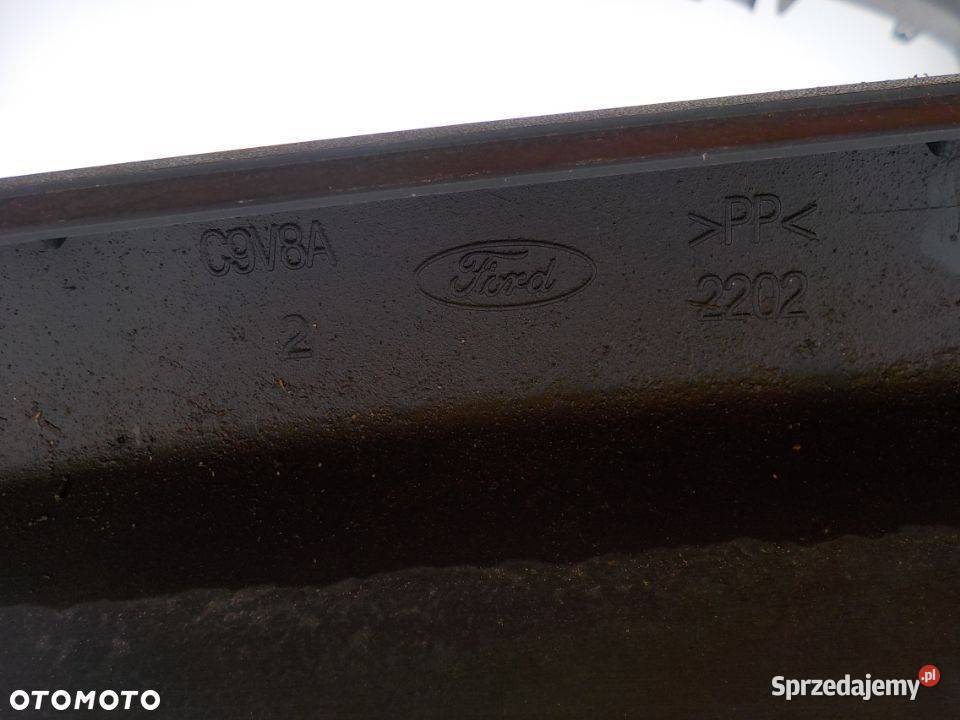 C9V8A
Ford
>PP<
2
2202
OTOMOTO
Sprzedajemy.pl